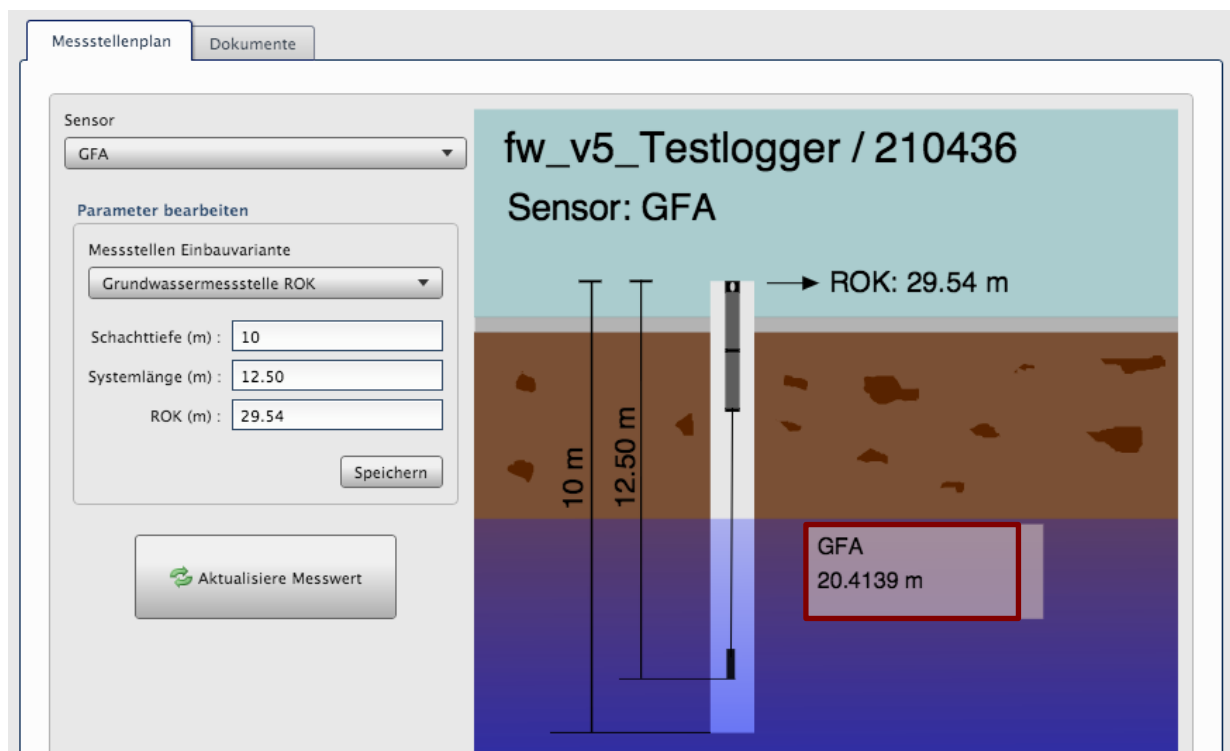 Messstellenplan
Dokumente
Sensor
GFA
Parameter bearbeiten
Messstellen Einbauvariante
Grundwassermessstelle ROK
Schachttiefe (m) : 10
Systemlänge (m) : 12.50
ROK (m) : 29.54
Speichern
Aktualisiere Messwert
fw_v5_Testlogger / 210436
Sensor: GFA
ROK: 29.54 m
10 m
12.50 m
GFA
20.4139 m